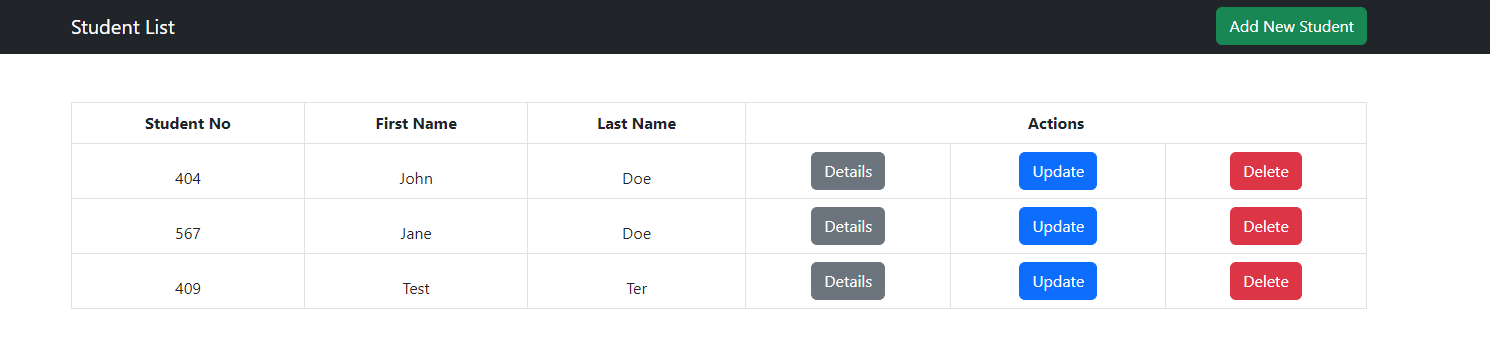 Student List Add New Student
Student No First Name Last Name Actions
404 John Doe Details Update Delete
567 Jane Doe Details Update Delete
409 Test Ter Details Update Delete